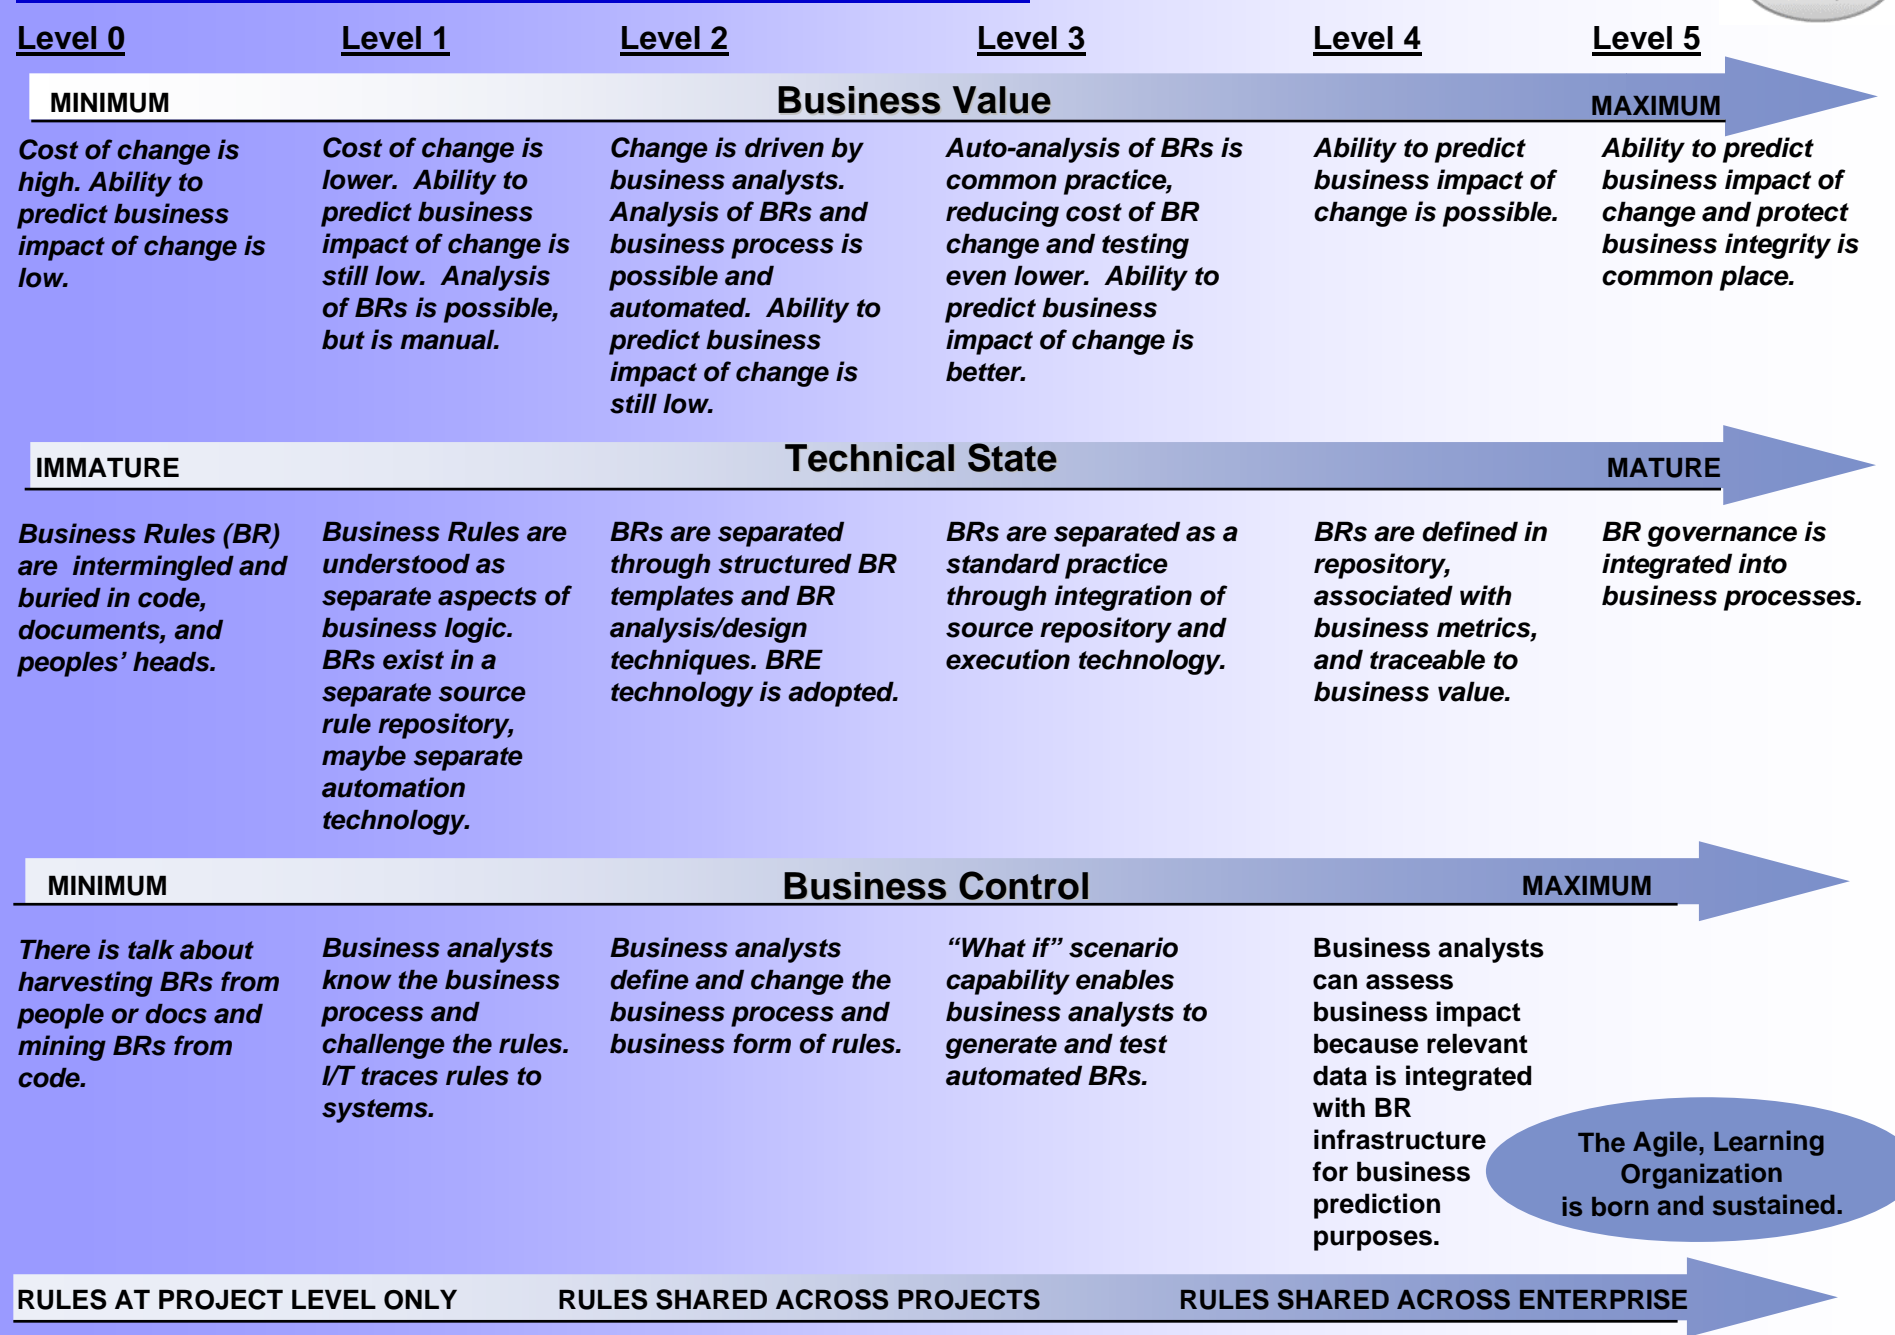 Level 0
Level 1
Level 2
Level 3
Level 4
Level 5
MINIMUM
Business Value
MAXIMUM
Cost of change is
high. Ability to
predict business
impact of change is
low.
Cost of change is
lower.  Ability to
predict business
impact of change is
still low.  Analysis
of BRs is possible,
but is manual.
Change is driven by
business analysts.
Analysis of BRs and
business process is
possible and
automated.  Ability to
predict business
impact of change is
still low.
Auto-analysis of BRs is
common practice,
reducing cost of BR
change and testing
even lower.  Ability to
predict business
impact of change is
better.
Ability to predict
business impact of
change is possible.
Ability to predict
business impact of
change and protect
business integrity is
common place.
IMMATURE
Technical State
MATURE
Business Rules (BR)
are  intermingled and
buried in code,
documents, and
peoples’ heads.
Business Rules are
understood as
separate aspects of
business logic.
BRs exist in a
separate source
rule repository,
maybe separate
automation
technology.
BRs are separated
through structured BR
templates and BR
analysis/design
techniques. BRE
technology is adopted.
BRs are separated as a
standard practice
through integration of
source repository and
execution technology.
BRs are defined in
repository,
associated with
business metrics,
and traceable to
business value.
BR governance is
integrated into
business processes.
MINIMUM
Business Control
MAXIMUM
There is talk about
harvesting BRs from
people or docs and
mining BRs from
code.
Business analysts
know the business
process and
challenge the rules.
I/T traces rules to
systems.
Business analysts
define and change the
business process and
business form of rules.
“What if” scenario
capability enables
business analysts to
generate and test
automated BRs.
Business analysts
can assess
business impact
because relevant
data is integrated
with BR
infrastructure
for business
prediction
purposes.
The Agile, Learning
Organization
is born and sustained.
RULES AT PROJECT LEVEL ONLY
RULES SHARED ACROSS PROJECTS
RULES SHARED ACROSS ENTERPRISE